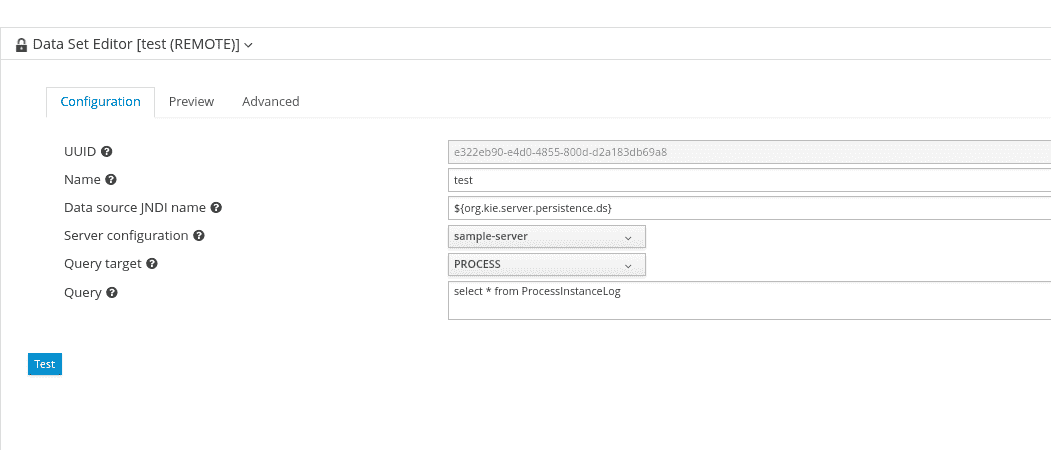 Data Set Editor [test (REMOTE)]
Configuration Preview Advanced
UUID e322eb90-e4d0-4855-800d-d2a183db69a8
Name test
Data source JNDI name ${org.kie.server.persistence.ds}
Server configuration sample-server
Query target PROCESS
Query select * from ProcessInstanceLog
Test